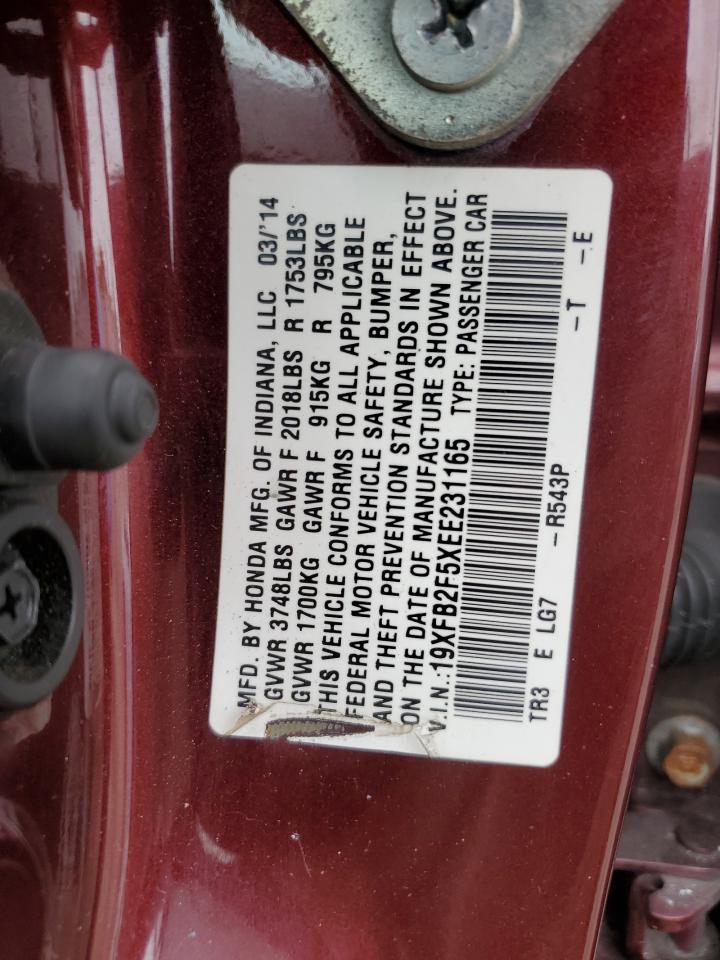 MFD. BY HONDA MFG. OF INDIANA, LLC 03/'14
GVWR 3748LBS GAWR F 2018LBS R 1753LBS
GVWR 1700KG GAWR F 915KG R 795KG
THIS VEHICLE CONFORMS TO ALL APPLICABLE
FEDERAL MOTOR VEHICLE SAFETY, BUMPER,
AND THEFT PREVENTION STANDARDS IN EFFECT
ON THE DATE OF MANUFACTURE SHOWN ABOVE.
V.I.N.:19XFB2F5XEE231165 TYPE: PASSENGER CAR
TR3 E LG7 -R543P -T -E